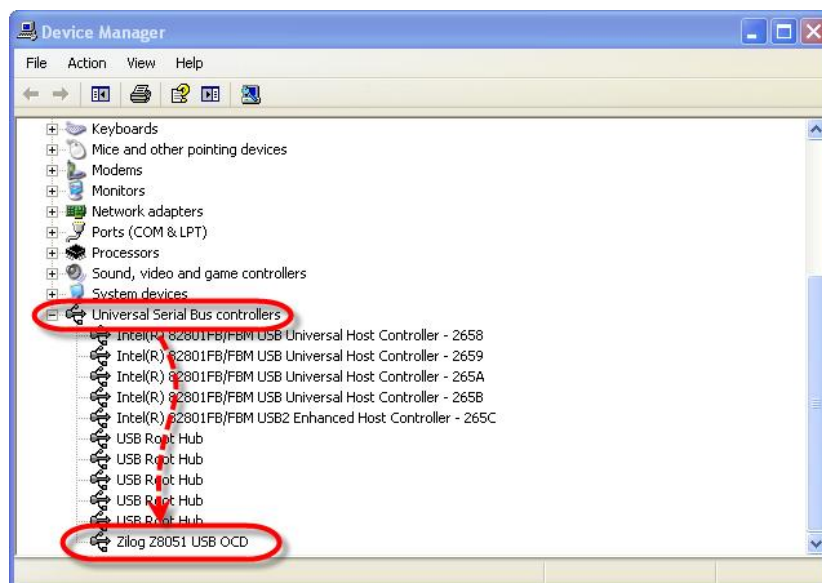 Device Manager
File Action View Help
Keyboards
Mice and other pointing devices
Modems
Monitors
Network adapters
Ports (COM & LPT)
Processors
Sound, video and game controllers
System devices
Universal Serial Bus controllers
Intel(R) 82801FB/FBM USB Universal Host Controller - 2658
Intel(R) 82801FB/FBM USB Universal Host Controller - 2659
Intel(R) 82801FB/FBM USB Universal Host Controller - 265A
Intel(R) 82801FB/FBM USB Universal Host Controller - 265B
Intel(R) 82801FB/FBM USB2 Enhanced Host Controller - 265C
USB Root Hub
USB Root Hub
USB Root Hub
USB Root Hub
USB Root Hub
Zilog Z8051 USB OCD